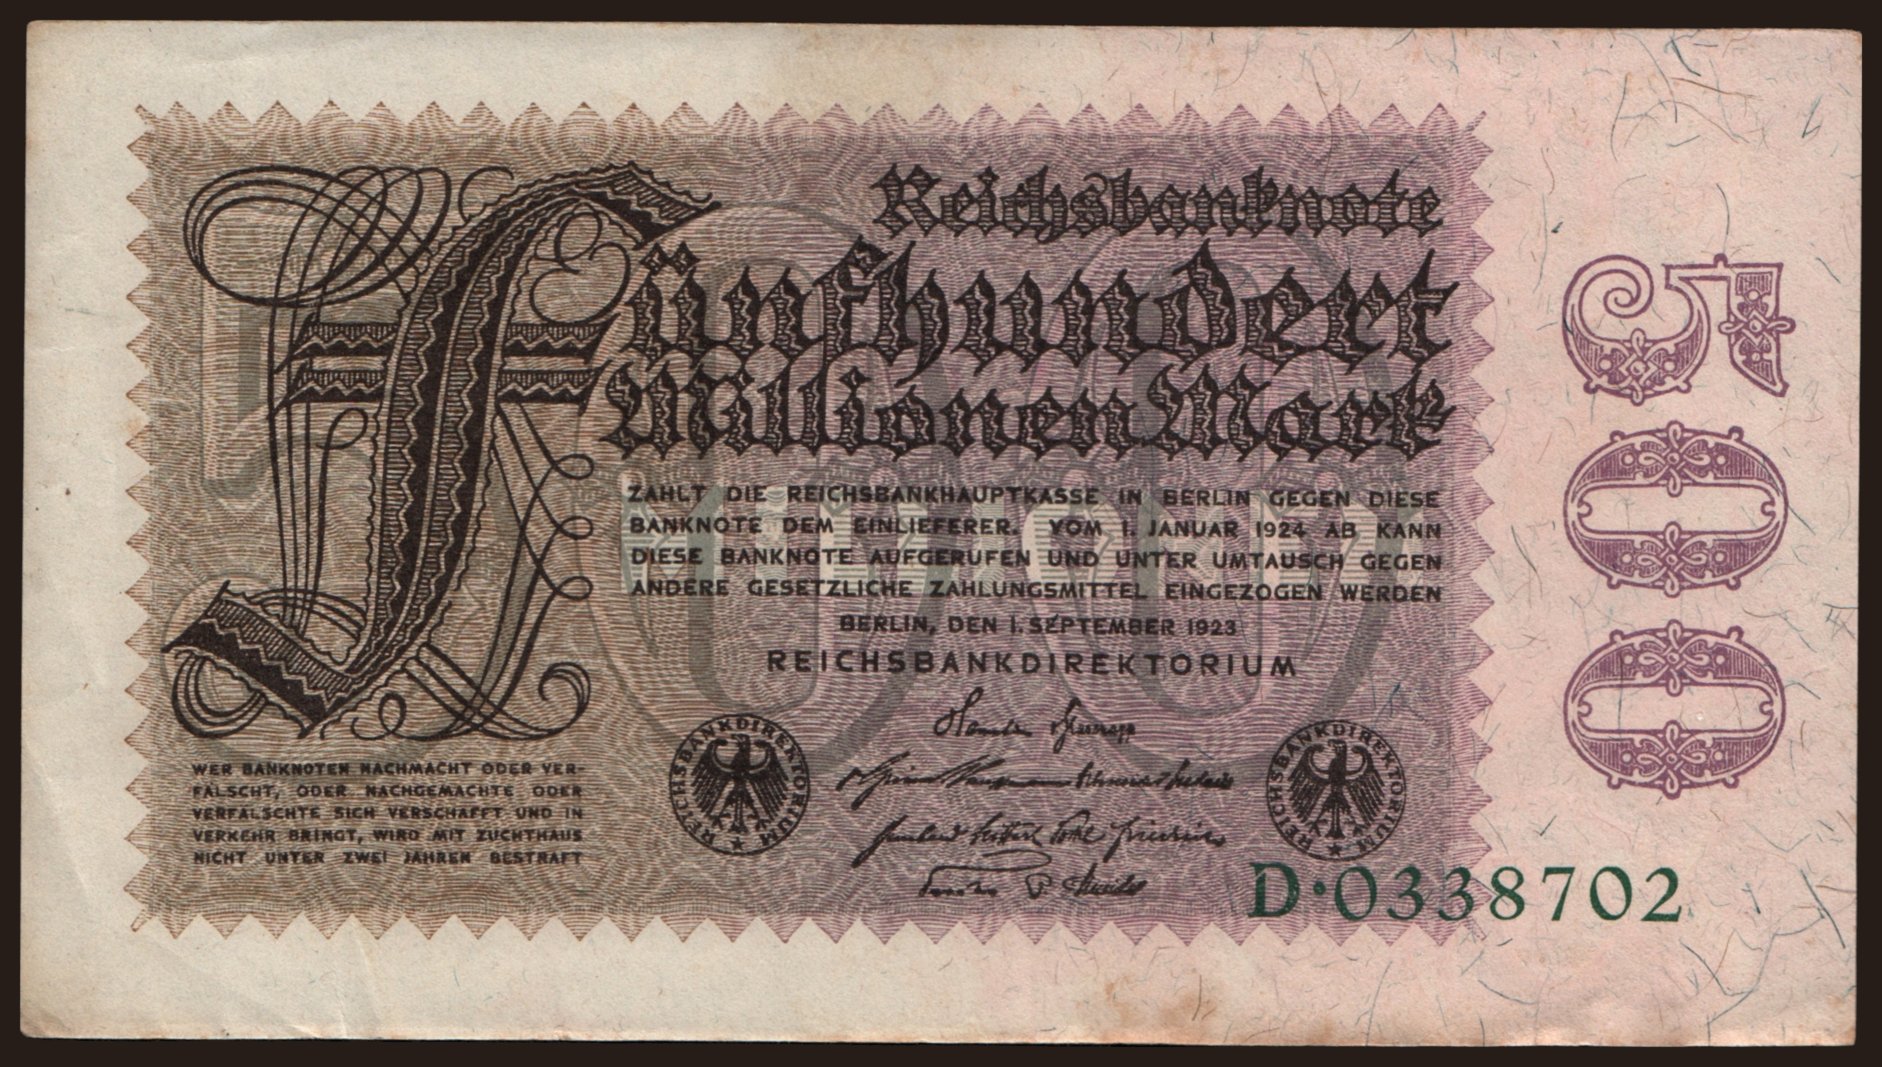 Reichsbanknote
Fünfhundert
Millionen Mark
ZAHLT DIE REICHSBANKHAUPTKASSE IN BERLIN GEGEN DIESE
BANKNOTE DEM EINLIEFERER. VOM 1. JANUAR 1924 AB KANN
DIESE BANKNOTE AUFGERUFEN UND UNTER UMTAUSCH GEGEN
ANDERE GESETZLICHE ZAHLUNGSMITTEL EINGEZOGEN WERDEN
BERLIN, DEN 1. SEPTEMBER 1923
REICHSBANKDIREKTORIUM
REICHSBANKDIREKTORIUM
REICHSBANKDIREKTORIUM
WER BANKNOTEN NACHMACHT ODER VER-
FÄLSCHT, ODER NACHGEMACHTE ODER
VERFÄLSCHTE SICH VERSCHAFFT UND IN
VERKEHR BRINGT, WIRD MIT ZUCHTHAUS
NICHT UNTER ZWEI JAHREN BESTRAFT
500
D·0338702